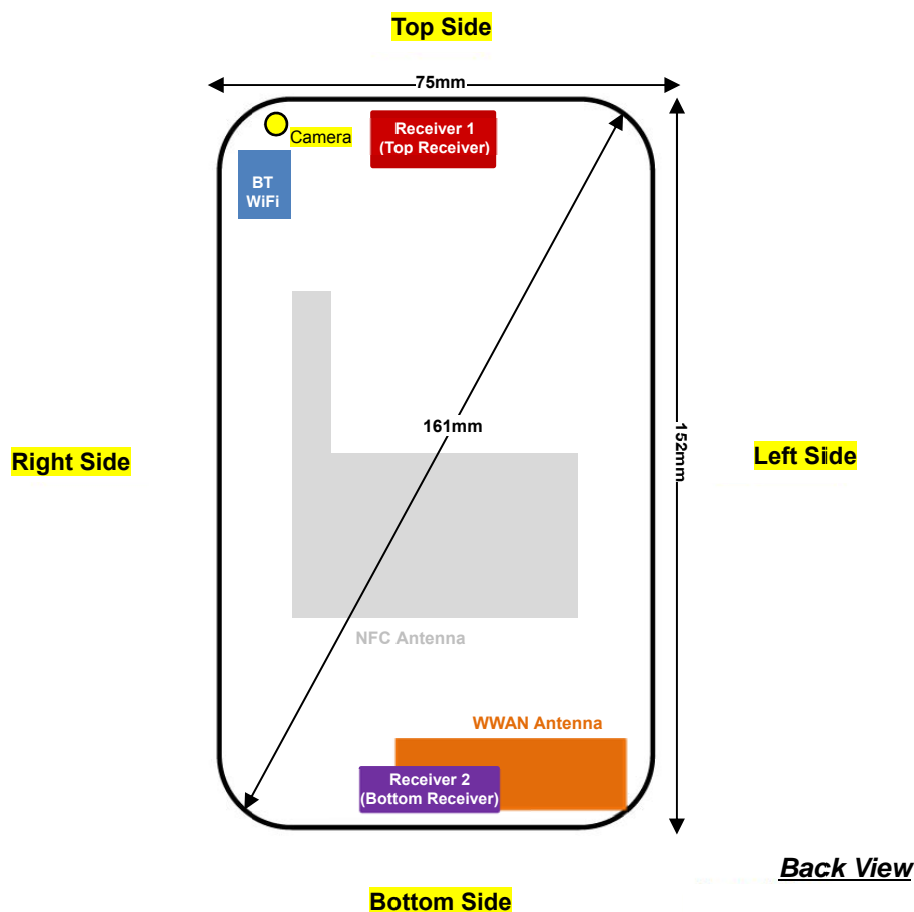 Top Side
75mm
Camera
Receiver 1
(Top Receiver)
BT
WiFi
161mm
152mm
Right Side
Left Side
NFC Antenna
WWAN Antenna
Receiver 2
(Bottom Receiver)
Back View
Bottom Side